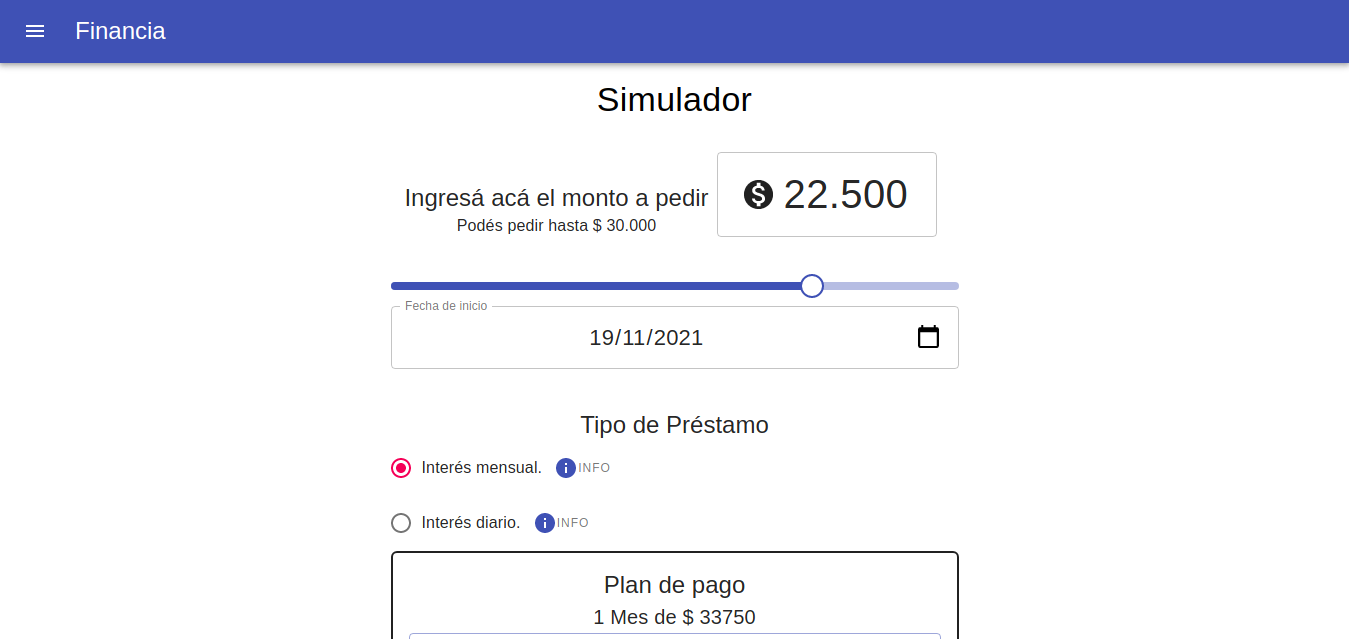 Financia
Simulador
Ingresá acá el monto a pedir
Podés pedir hasta $ 30.000
22.500
Fecha de inicio
19/11/2021
Tipo de Préstamo
Interés mensual. INFO
Interés diario. INFO
Plan de pago
1 Mes de $ 33750